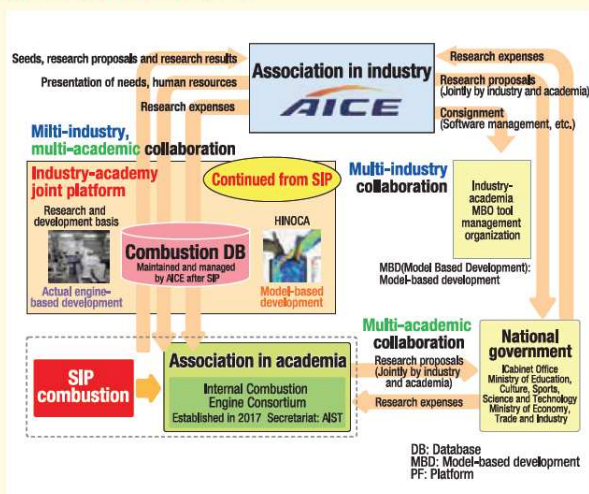 Seeds, research proposals and research results
Presentation of needs, human resources
Research expenses
Association in industry
AICE
Research expenses
Research proposals
(Jointly by industry and academia)
Consignment
(Software management, etc.)
Milti-industry,
multi-academic collaboration
Industry-academy
joint platform
Continued from SIP
Research and
development basis
Actual engine-
based development
Combustion DB
Maintained and managed
by AICE after SIP
HINOCA
Model-based
development
Multi-industry
collaboration
Industry-
academia
MBO tool
management
organization
MBD(Model Based Development):
Model-based development
SIP
combustion
Association in academia
Internal Combustion
Engine Consortium
Established in 2017 Secretariat: AIST
Multi-academic
collaboration
Research proposals
(Jointly by industry
and academia)
Research expenses
National
government
ICabinet Office
Ministry of Education,
Culture, Sports,
Science and Technology
Ministry of Economy,
Trade and Industry
DB: Database
MBD: Model-based development
PF: Platform